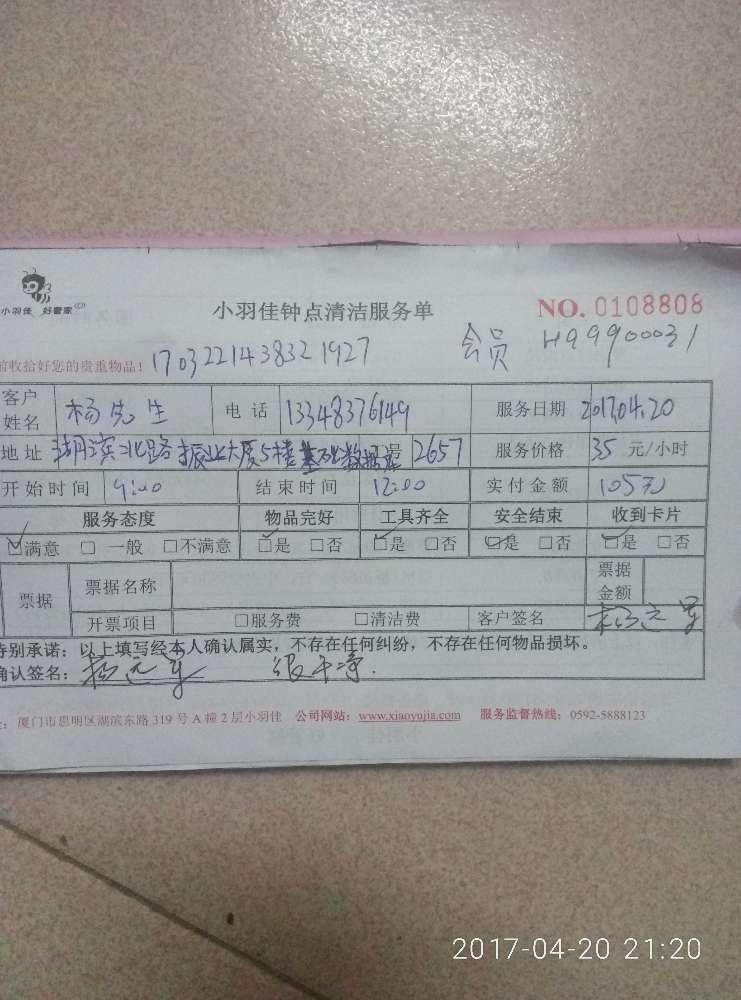 小羽佳 好管家
小羽佳钟点清洁服务单 NO. 0108808
前收拾好您的贵重物品! 1703221438321927 会员 H99900031
客户姓名 杨先生 电话 13348376149 服务日期 2017.04.20
地址 湖滨北路振业大厦5楼基础数据 2657 服务价格 35 元/小时
开始时间 9:00 结束时间 12:00 实付金额 105元
服务态度 物品完好 工具齐全 安全结束 收到卡片
☑满意 □一般 □不满意 ☑是 □否 ☑是 □否 ☑是 □否 ☑是 □否
票据 票据名称 票据金额
开票项目 □服务费 □清洁费 客户签名
特别承诺：以上填写经本人确认属实，不存在任何纠纷，不存在任何物品损坏。
确认签名： 很干净.
厦门市思明区湖滨东路 319 号 A 幢 2 层小羽佳 公司网站：www.xiaoyujia.com 服务监督热线：0592-5888123
2017-04-20 21:20